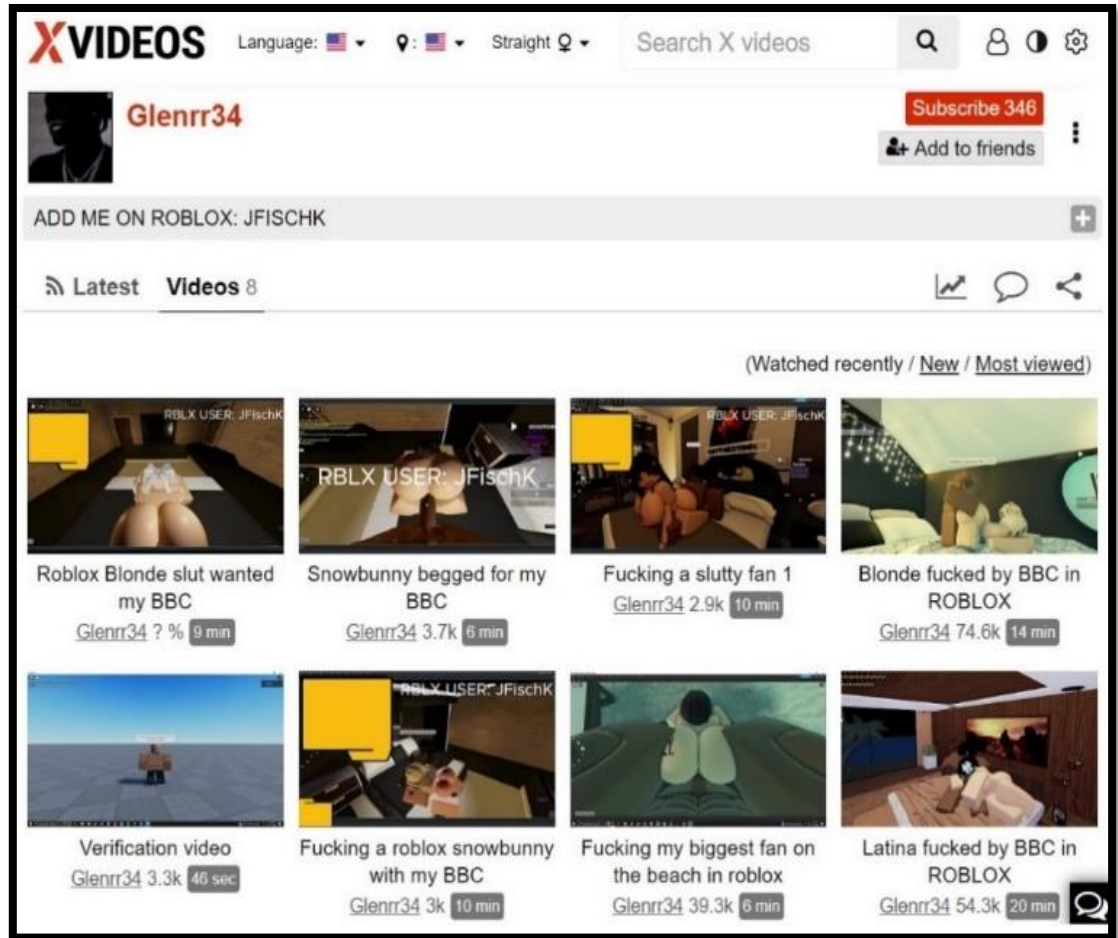 XVIDEOS Language: : Straight ♀ Search X videos
Glenrr34
Subscribe 346
Add to friends
ADD ME ON ROBLOX: JFISCHK
Latest Videos 8
(Watched recently / New / Most viewed)
RBLX USER: JFischK
Roblox Blonde slut wanted
my BBC
Glenrr34 ? % 9 min
RBLX USER: JFischK
Snowbunny begged for my
BBC
Glenrr34 3.7k 6 min
RBLX USER: JFischK
Fucking a slutty fan 1
Glenrr34 2.9k 10 min
Blonde fucked by BBC in
ROBLOX
Glenrr34 74.6k 14 min
Verification video
Glenrr34 3.3k 46 sec
RBLX USER: JFischK
Fucking a roblox snowbunny
with my BBC
Glenrr34 3k 10 min
Fucking my biggest fan on
the beach in roblox
Glenrr34 39.3k 6 min
Latina fucked by BBC in
ROBLOX
Glenrr34 54.3k 20 min